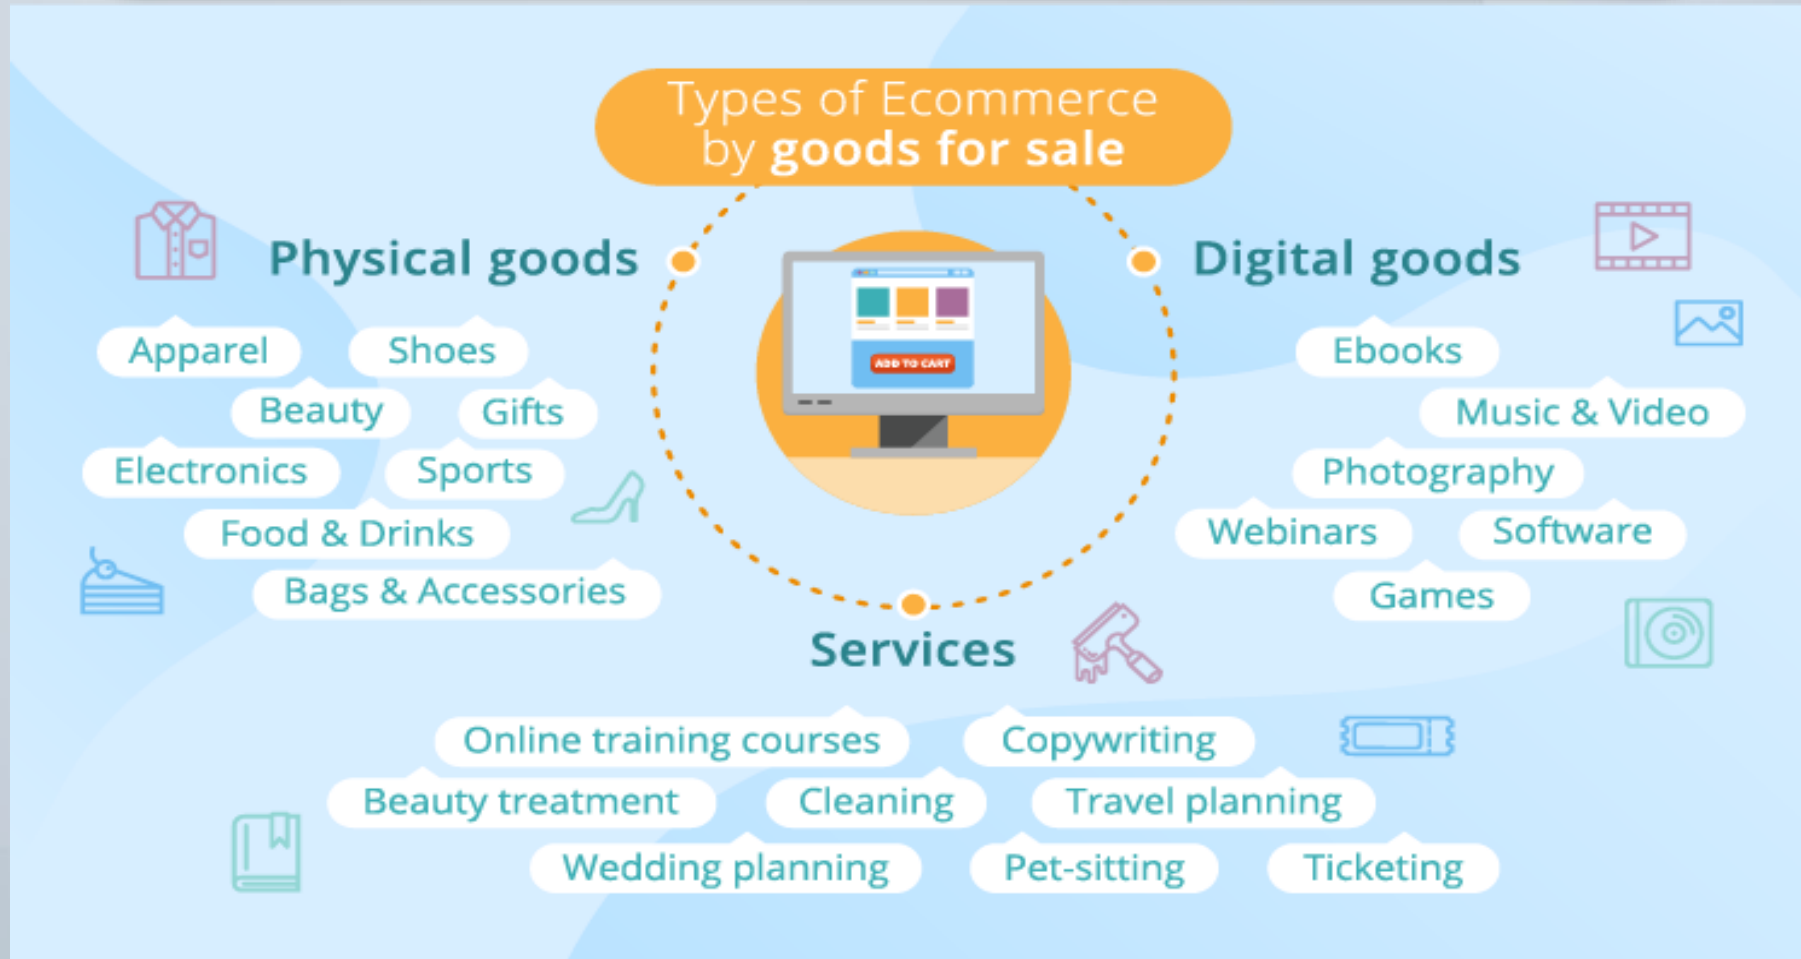 Types of Ecommerce
by goods for sale
Physical goods
Apparel
Shoes
Beauty
Gifts
Electronics
Sports
Food & Drinks
Bags & Accessories
ADD TO CART
Digital goods
Ebooks
Music & Video
Photography
Webinars
Software
Games
Services
Online training courses
Copywriting
Beauty treatment
Cleaning
Travel planning
Wedding planning
Pet-sitting
Ticketing